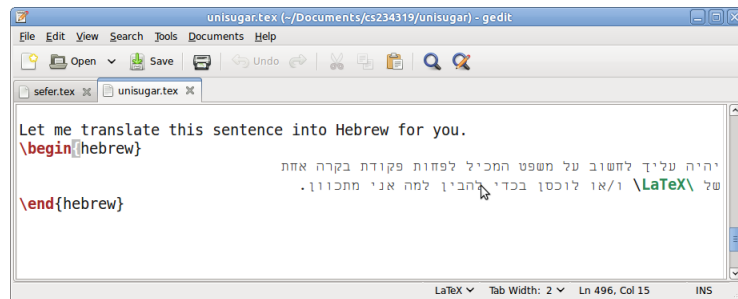 unisugar.tex (~/Documents/cs234319/unisugar) - gedit
File Edit View Search Tools Documents Help
Open Save Undo
sefer.tex unisugar.tex
Let me translate this sentence into Hebrew for you.
\begin{hebrew}
יהיה עליך לחשוב על משפט המכיל לפחות פקודת בקרה אחת
של \LaTeX\ ו/או לוכסן בכדי להבין למה אני מתכוון.
\end{hebrew}
LaTeX Tab Width: 2 Ln 496, Col 15 INS